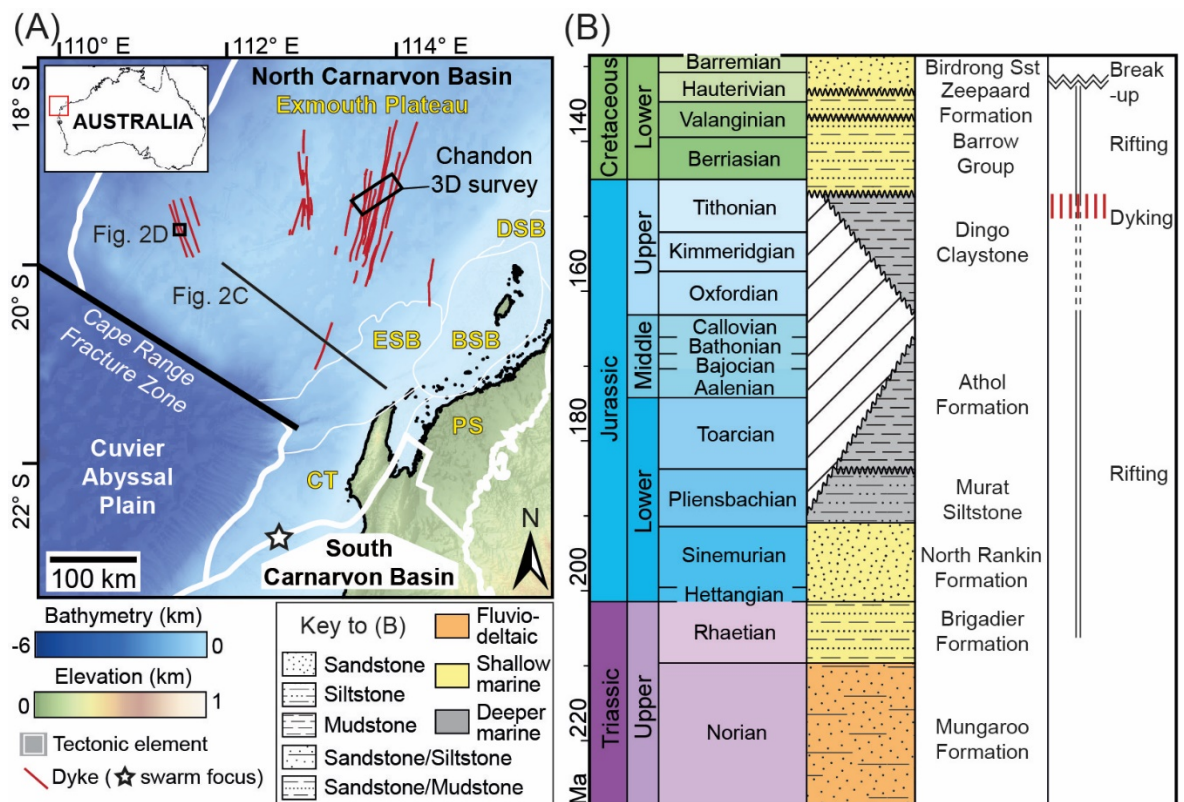 (A)
110° E
112° E
114° E
18° S
20° S
22° S
AUSTRALIA
North Carnarvon Basin
Exmouth Plateau
Chandon
3D survey
DSB
Fig. 2D
Fig. 2C
Cape Range
Fracture Zone
ESB
BSB
PS
Cuvier
Abyssal
Plain
CT
N
South
Carnarvon Basin
100 km
Bathymetry (km)
-6
0
Elevation (km)
0
1
Tectonic element
Dyke ( swarm focus)
Key to (B)
Sandstone
Siltstone
Mudstone
Sandstone/Siltstone
Sandstone/Mudstone
Fluvio-
deltaic
Shallow
marine
Deeper
marine
(B)
140
160
180
200
220
Ma
Cretaceous
Jurassic
Triassic
Lower
Upper
Middle
Lower
Upper
Barremian
Hauterivian
Valanginian
Berriasian
Tithonian
Kimmeridgian
Oxfordian
Callovian
Bathonian
Bajocian
Aalenian
Toarcian
Pliensbachian
Sinemurian
Hettangian
Rhaetian
Norian
Birdrong Sst
Zeepaard
Formation
Barrow
Group
Dingo
Claystone
Athol
Formation
Murat
Siltstone
North Rankin
Formation
Brigadier
Formation
Mungaroo
Formation
Break
-up
Rifting
Dyking
Rifting